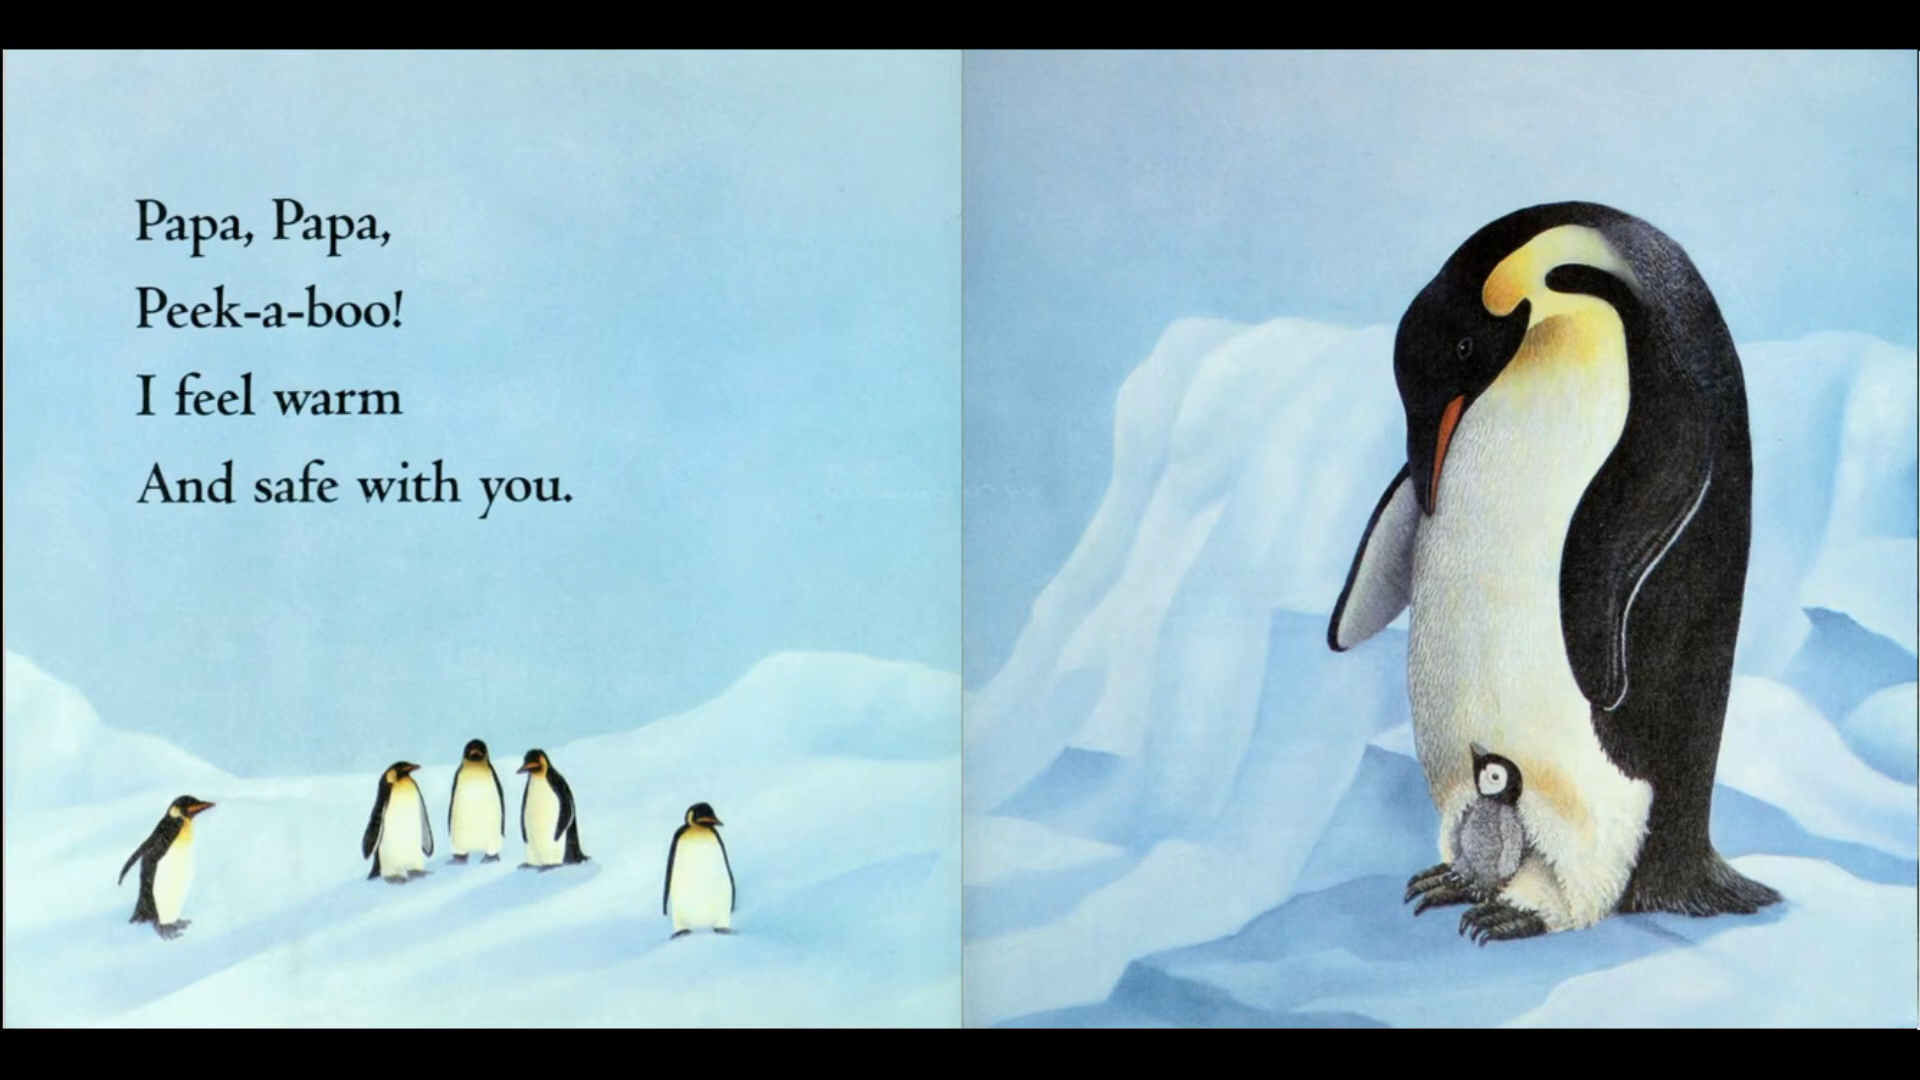 Papa, Papa,
Peek-a-boo!
I feel warm
And safe with you.